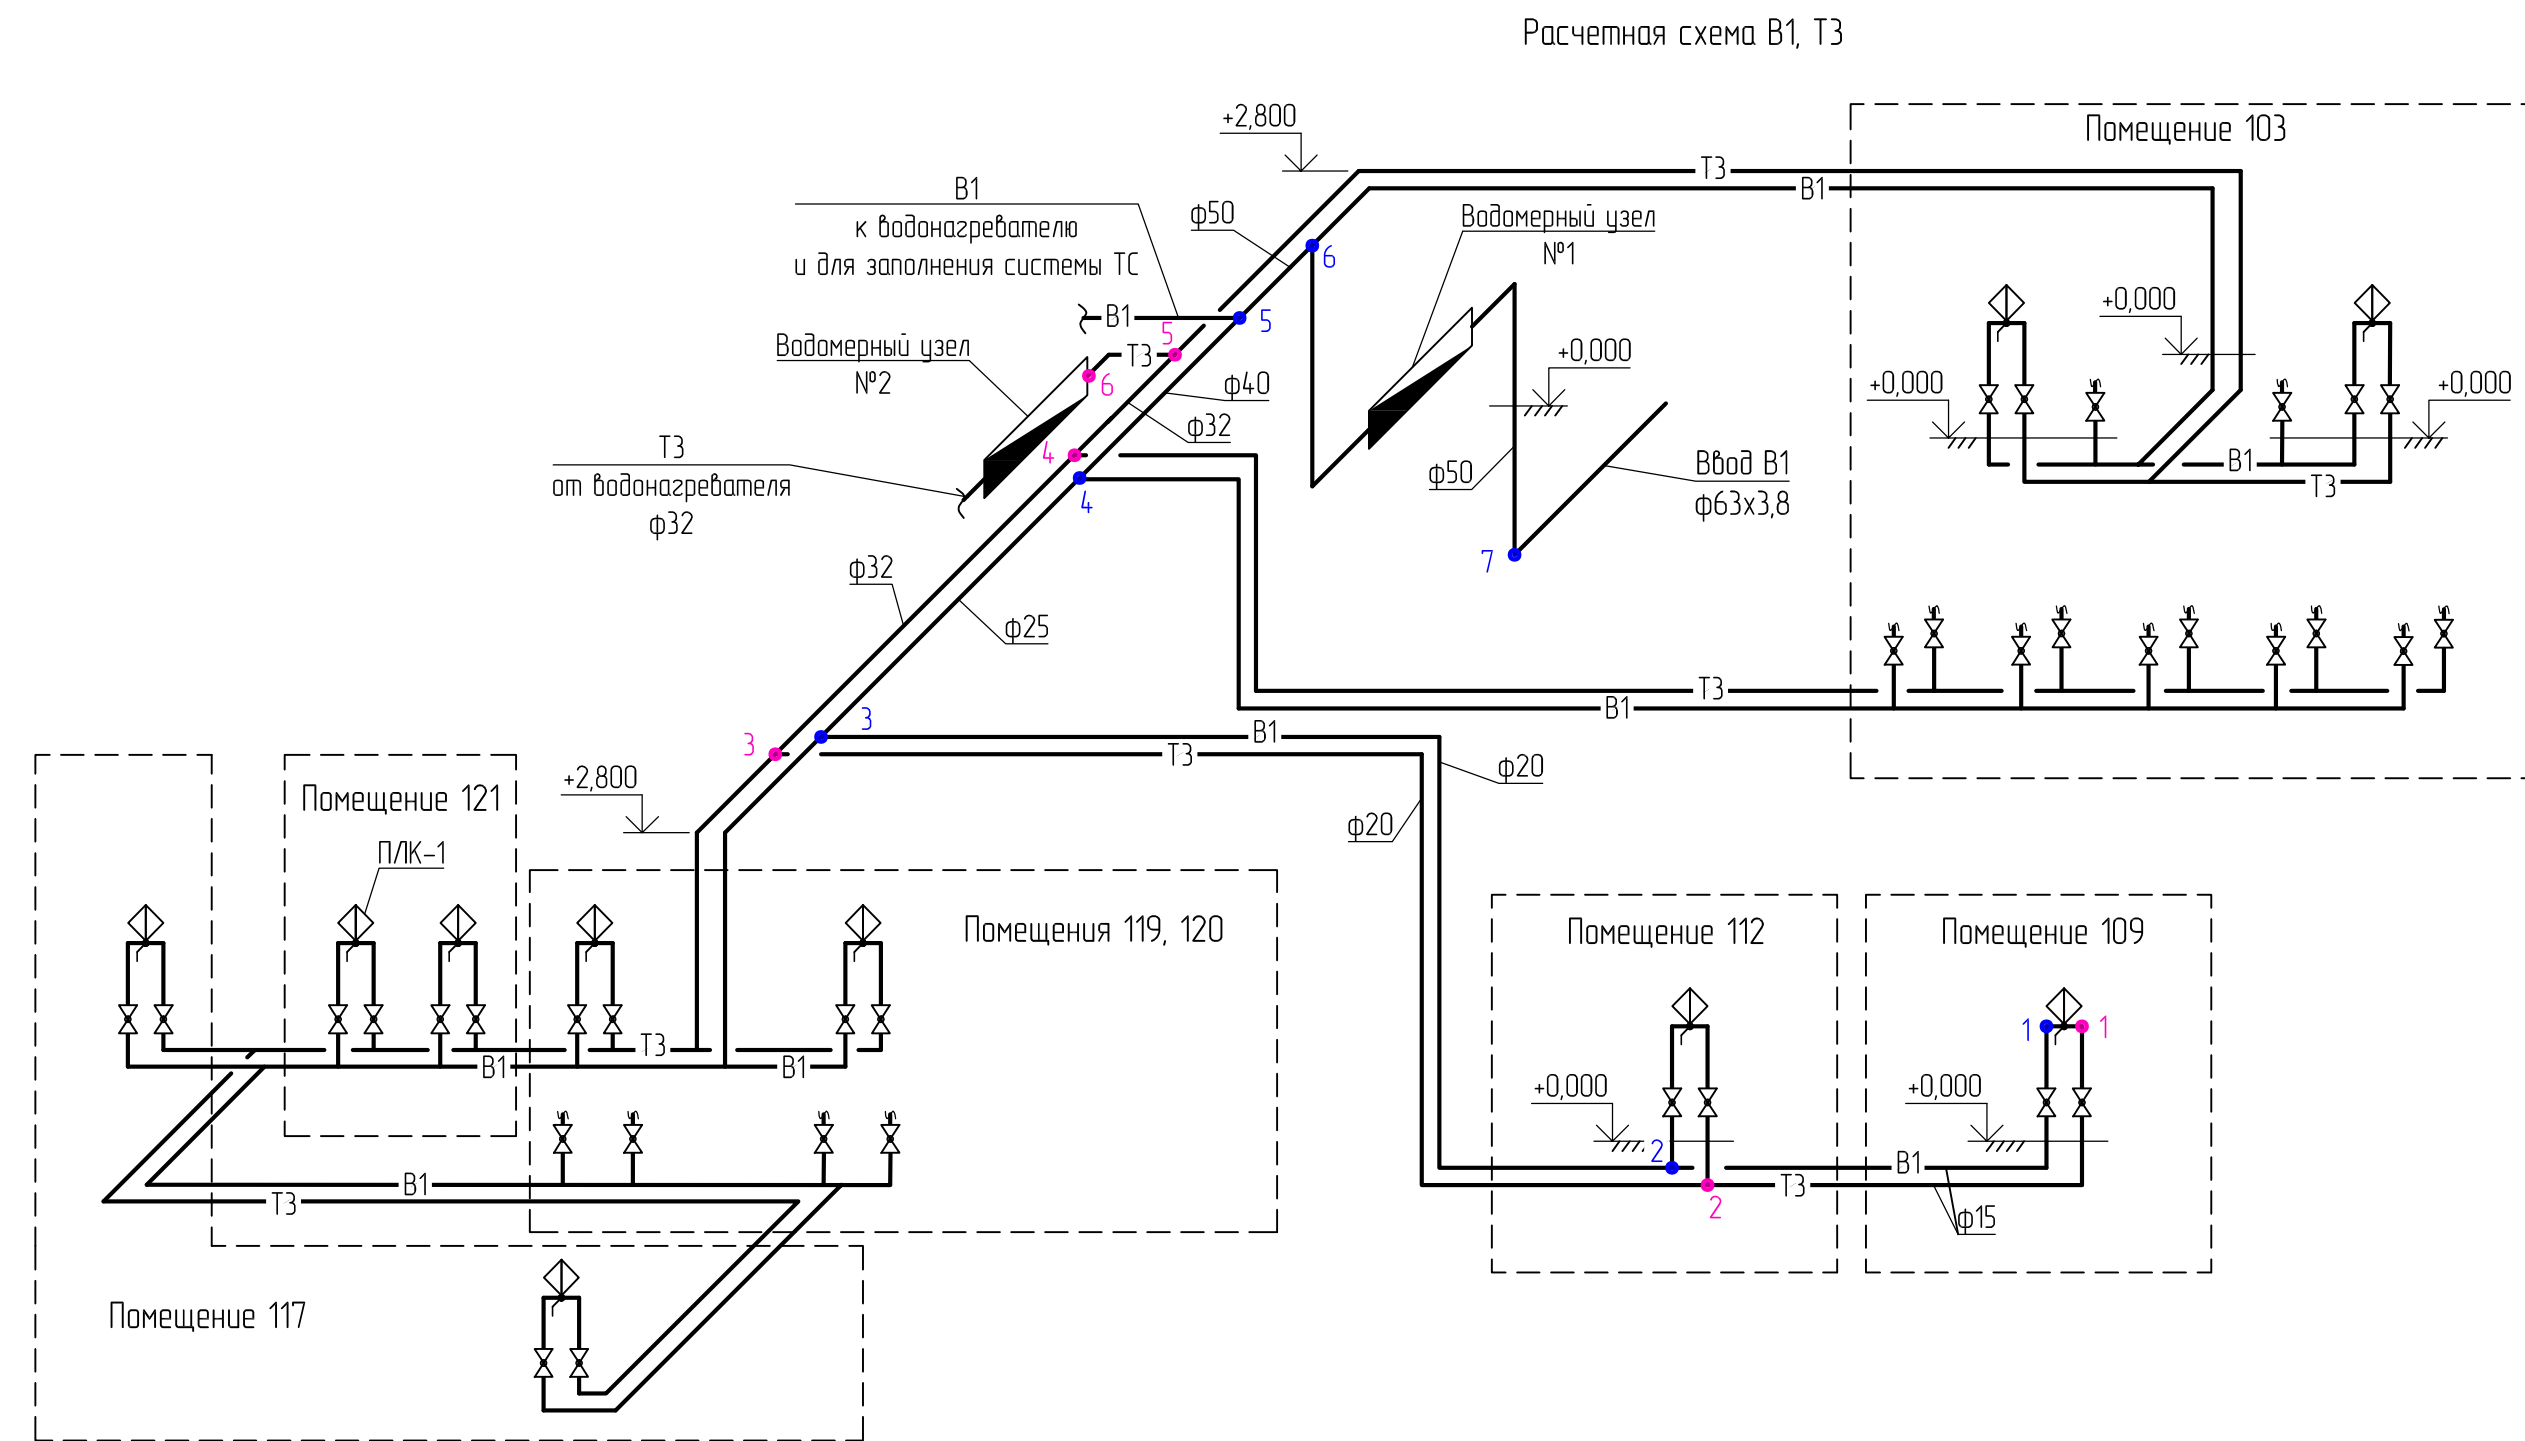 Расчетная схема В1, Т3
+2,800
Помещение 103
Т3
В1
В1
к водонагревателю
и для заполнения системы ТС
ф50
Водомерный узел
№1
6
+0,000
В1
5
5
Т3
Водомерный узел
№2
6
+0,000
ф40
+0,000
+0,000
ф32
Т3
от водонагревателя
ф32
4
4
ф50
Ввод В1
ф63х3,8
В1
Т3
7
ф32
ф25
Т3
В1
3
3
В1
Т3
+2,800
ф20
ф20
Помещение 121
ПЛК-1
Помещения 119, 120
Помещение 112
Помещение 109
1
1
Т3
В1
В1
+0,000
+0,000
2
В1
Т3
2
ф15
В1
Т3
Помещение 117